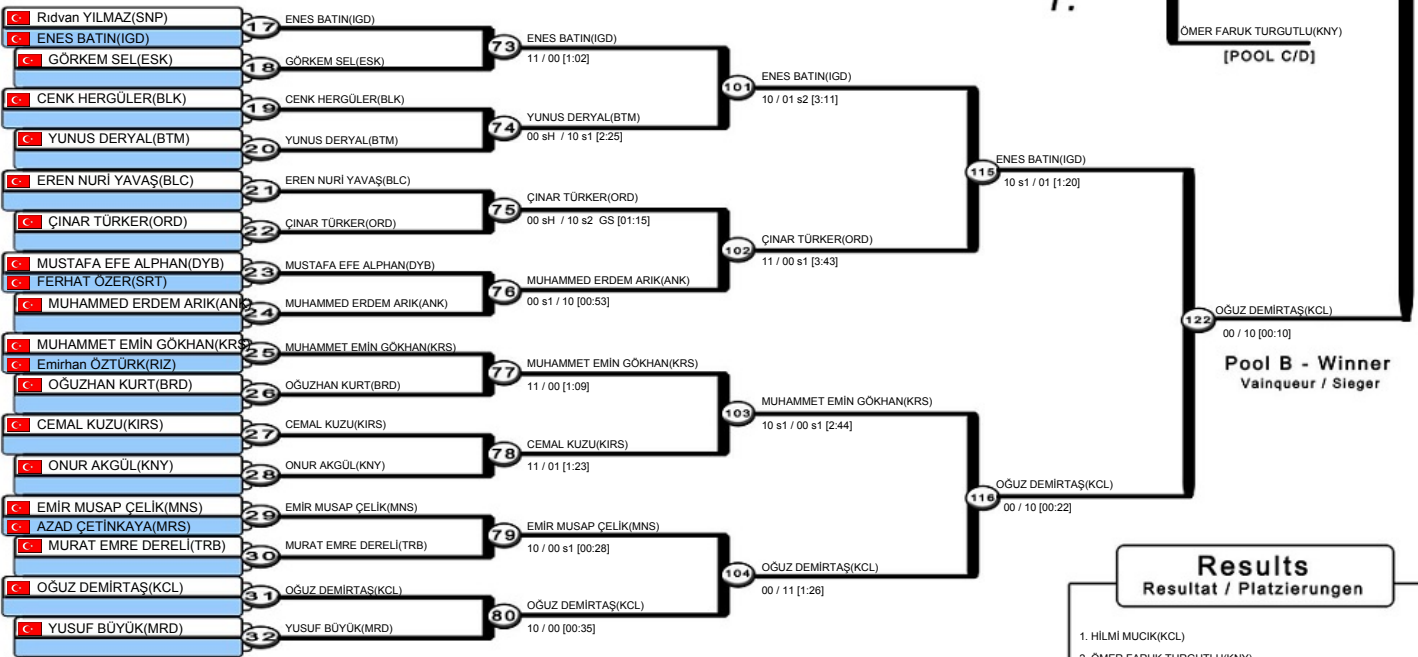 Rıdvan YILMAZ(SNP)
ENES BATIN(IGD)
GÖRKEM SEL(ESK)
CENK HERGÜLER(BLK)
YUNUS DERYAL(BTM)
EREN NURİ YAVAŞ(BLC)
ÇINAR TÜRKER(ORD)
MUSTAFA EFE ALPHAN(DYB)
FERHAT ÖZER(SRT)
MUHAMMED ERDEM ARIK(ANK)
MUHAMMET EMİN GÖKHAN(KRS)
Emirhan ÖZTÜRK(RIZ)
OĞUZHAN KURT(BRD)
CEMAL KUZU(KIRS)
ONUR AKGÜL(KNY)
EMİR MUSAP ÇELİK(MNS)
AZAD ÇETİNKAYA(MRS)
MURAT EMRE DERELİ(TRB)
OĞUZ DEMİRTAŞ(KCL)
YUSUF BÜYÜK(MRD)
17 ENES BATIN(IGD)
18 GÖRKEM SEL(ESK)
19 CENK HERGÜLER(BLK)
20 YUNUS DERYAL(BTM)
21 EREN NURİ YAVAŞ(BLC)
22 ÇINAR TÜRKER(ORD)
23 MUSTAFA EFE ALPHAN(DYB)
24 MUHAMMED ERDEM ARIK(ANK)
25 MUHAMMET EMİN GÖKHAN(KRS)
26 OĞUZHAN KURT(BRD)
27 CEMAL KUZU(KIRS)
28 ONUR AKGÜL(KNY)
29 EMİR MUSAP ÇELİK(MNS)
30 MURAT EMRE DERELİ(TRB)
31 OĞUZ DEMİRTAŞ(KCL)
32 YUSUF BÜYÜK(MRD)
73 ENES BATIN(IGD)
11 / 00 [1:02]
74 YUNUS DERYAL(BTM)
00 sH / 10 s1 [2:25]
75 ÇINAR TÜRKER(ORD)
00 sH / 10 s2 GS [01:15]
76 MUHAMMED ERDEM ARIK(ANK)
00 s1 / 10 [00:53]
77 MUHAMMET EMİN GÖKHAN(KRS)
11 / 00 [1:09]
78 CEMAL KUZU(KIRS)
11 / 01 [1:23]
79 EMİR MUSAP ÇELİK(MNS)
10 / 00 s1 [00:28]
80 OĞUZ DEMİRTAŞ(KCL)
10 / 00 [00:35]
101 ENES BATIN(IGD)
10 / 01 s2 [3:11]
102 ÇINAR TÜRKER(ORD)
11 / 00 s1 [3:43]
103 MUHAMMET EMİN GÖKHAN(KRS)
10 s1 / 00 s1 [2:44]
104 OĞUZ DEMİRTAŞ(KCL)
00 / 11 [1:26]
115 ENES BATIN(IGD)
10 s1 / 01 [1:20]
116 OĞUZ DEMİRTAŞ(KCL)
00 / 10 [00:22]
122 OĞUZ DEMİRTAŞ(KCL)
00 / 10 [00:10]
Pool B - Winner
Vainqueur / Sieger
1.
ÖMER FARUK TURGUTLU(KNY)
[POOL C/D]
Results
Resultat / Platzierungen
1. HİLMİ MUCIK(KCL)
2. ÖMER FARUK TURGUTLU(KNY)